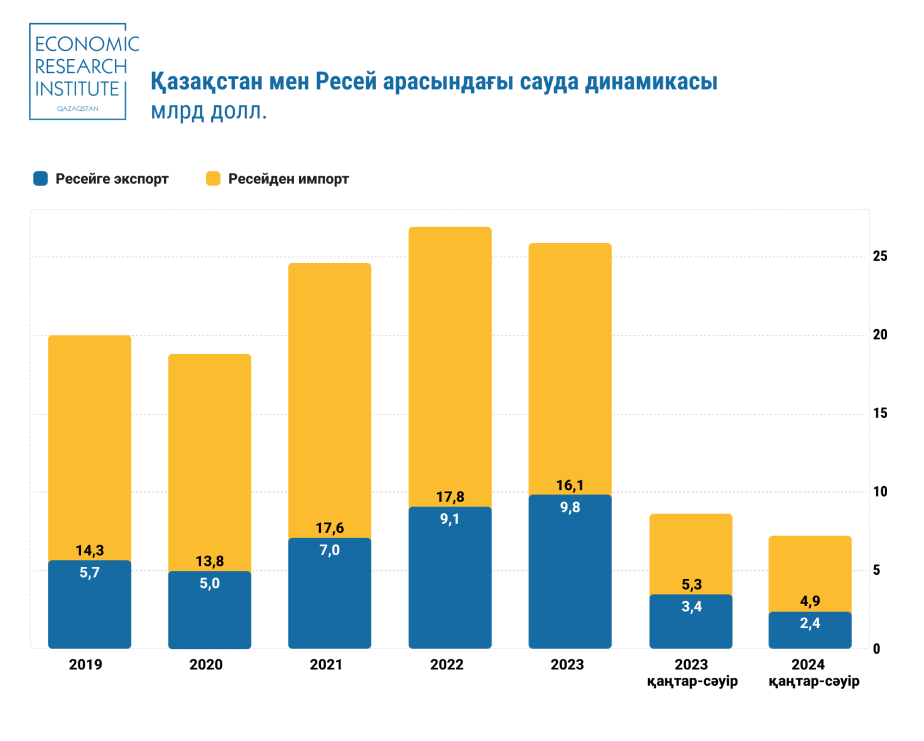 ECONOMIC
RESEARCH
INSTITUTE
QAZAQSTAN
Қазақстан мен Ресей арасындағы сауда динамикасы
млрд долл.
Ресейге экспорт
Ресейден импорт
25
20
15
10
5
0
14,3
5,7
13,8
5,0
17,6
7,0
17,8
9,1
16,1
9,8
5,3
3,4
4,9
2,4
2019
2020
2021
2022
2023
2023
қаңтар-сәуір
2024
қаңтар-сәуір